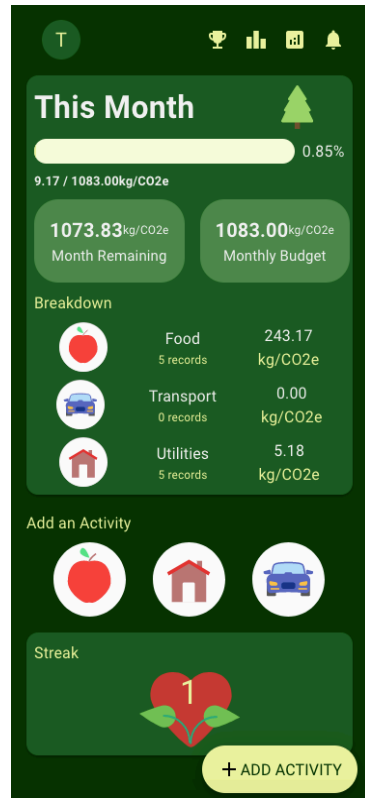 T
This Month
0.85%
9.17 / 1083.00kg/CO2e
1073.83kg/CO2e
Month Remaining
1083.00kg/CO2e
Monthly Budget
Breakdown
Food
5 records
243.17
kg/CO2e
Transport
0 records
0.00
kg/CO2e
Utilities
5 records
5.18
kg/CO2e
Add an Activity
Streak
1
+ ADD ACTIVITY